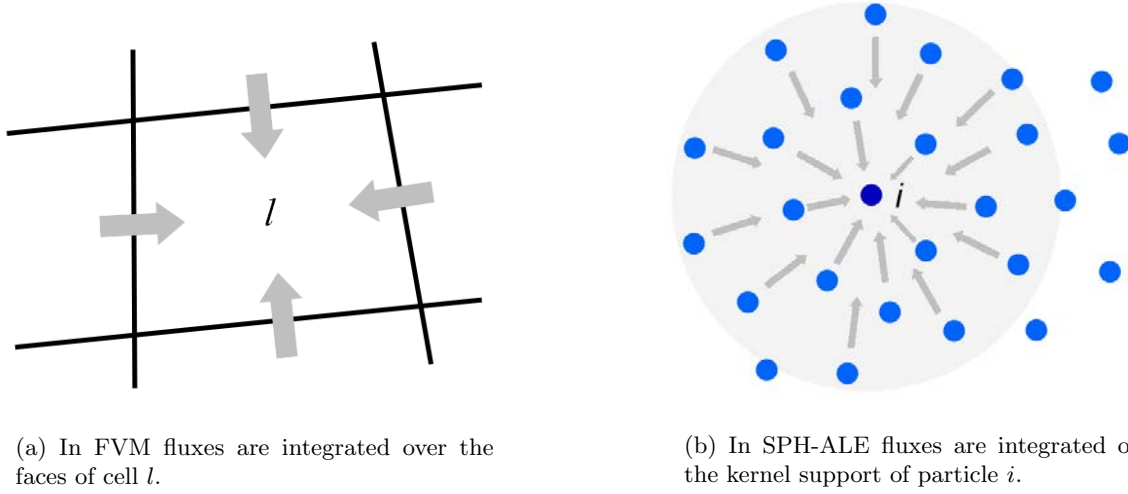 l
i
(a) In FVM fluxes are integrated over the
faces of cell l.
(b) In SPH-ALE fluxes are integrated o
the kernel support of particle i.